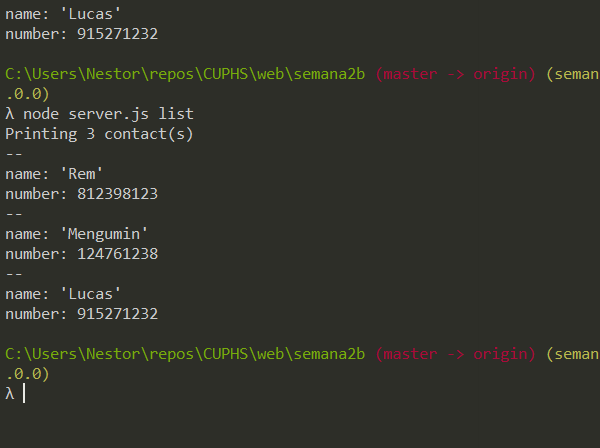 name: 'Lucas'
number: 915271232
C:\Users\Nestor\repos\CUPHS\web\semana2b (master -> origin) (seman
.0.0)
λ node server.js list
Printing 3 contact(s)
--
name: 'Rem'
number: 812398123
--
name: 'Mengumin'
number: 124761238
--
name: 'Lucas'
number: 915271232
C:\Users\Nestor\repos\CUPHS\web\semana2b (master -> origin) (seman
.0.0)
λ